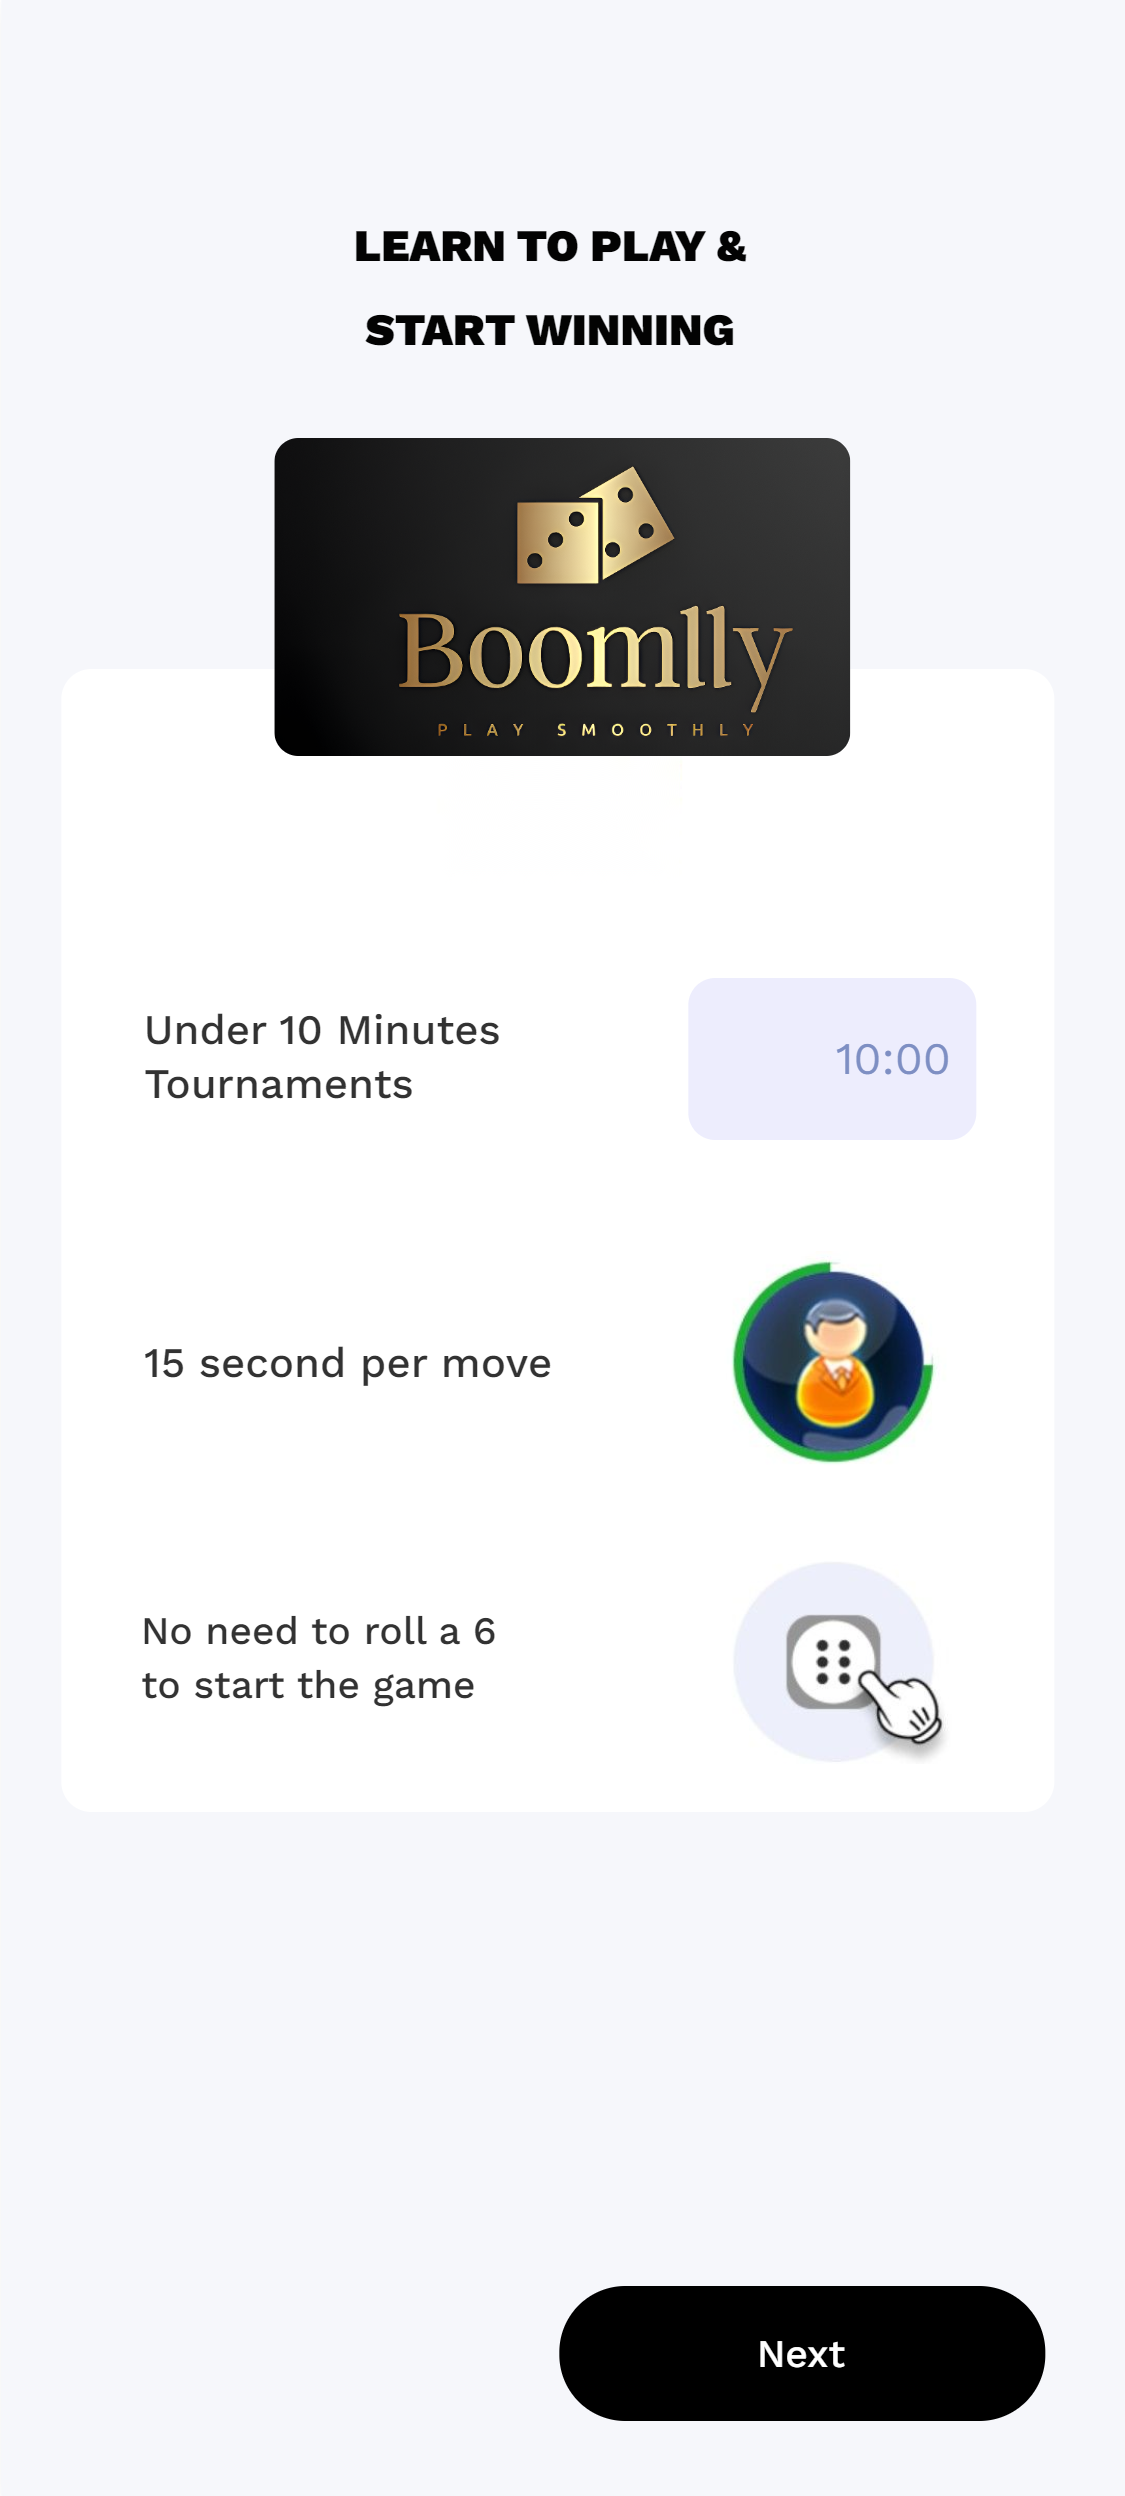 LEARN TO PLAY &
START WINNING
Boomlly
PLAY SMOOTHLY
Under 10 Minutes
Tournaments
10:00
15 second per move
No need to roll a 6
to start the game
Next